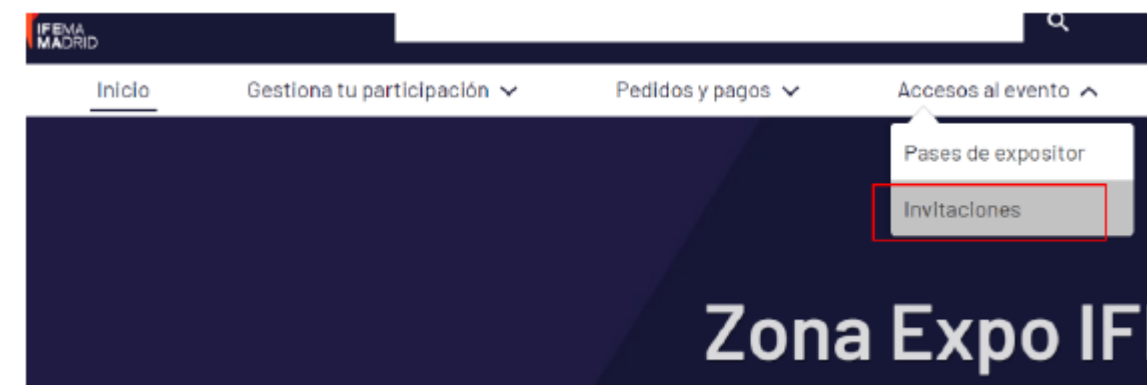 IFEMA
MADRID
Inicio
Gestiona tu participación
Pedidos y pagos
Accesos al evento
Pases de expositor
Invitaciones
Zona Expo IF